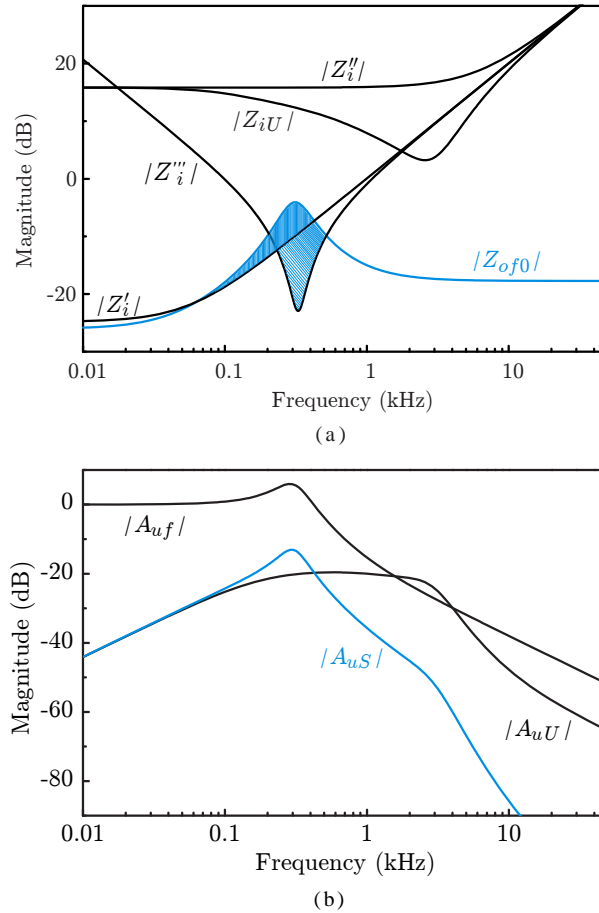 20
|Z''_i|
|Z_{iU}|
0
|Z'''_i|
|Z_{of0}|
-20
|Z'_i|
Magnitude (dB)
0.01 0.1 1 10
Frequency (kHz)
(a)
0
|A_{uf}|
-20
-40
|A_{uS}|
-60
|A_{uU}|
-80
Magnitude (dB)
0.01 0.1 1 10
Frequency (kHz)
(b)